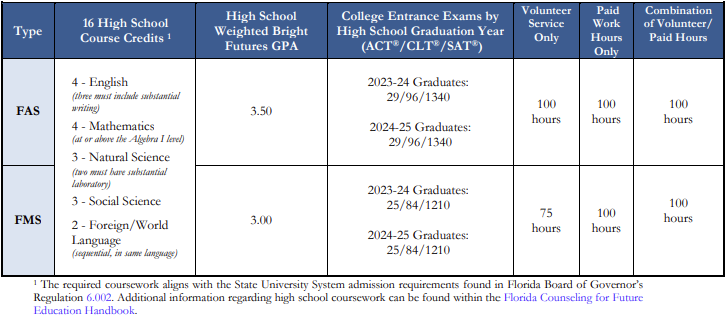 Type
16 High School
Course Credits ¹
High School
Weighted Bright
Futures GPA
College Entrance Exams by
High School Graduation Year
(ACT®/CLT®/SAT®)
Volunteer
Service
Only
Paid
Work
Hours
Only
Combination
of Volunteer/
Paid Hours
FAS
4 - English
(three must include substantial
writing)
4 - Mathematics
(at or above the Algebra I level)
3 - Natural Science
(two must have substantial
laboratory)
3 - Social Science
2 - Foreign/World
Language
(sequential, in same language)
3.50
2023-24 Graduates:
29/96/1340
2024-25 Graduates:
29/96/1340
100
hours
100
hours
100
hours
FMS
3.00
2023-24 Graduates:
25/84/1210
2024-25 Graduates:
25/84/1210
75
hours
100
hours
100
hours
¹ The required coursework aligns with the State University System admission requirements found in Florida Board of Governor's
Regulation 6.002. Additional information regarding high school coursework can be found within the Florida Counseling for Future
Education Handbook.